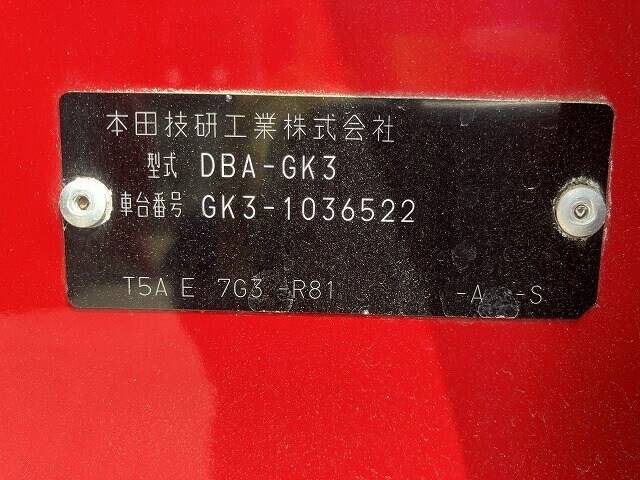 本田技研工業株式会社
型式 DBA-GK3
車台番号 GK3-1036522
T5A E 7G3 -R81 -A -S